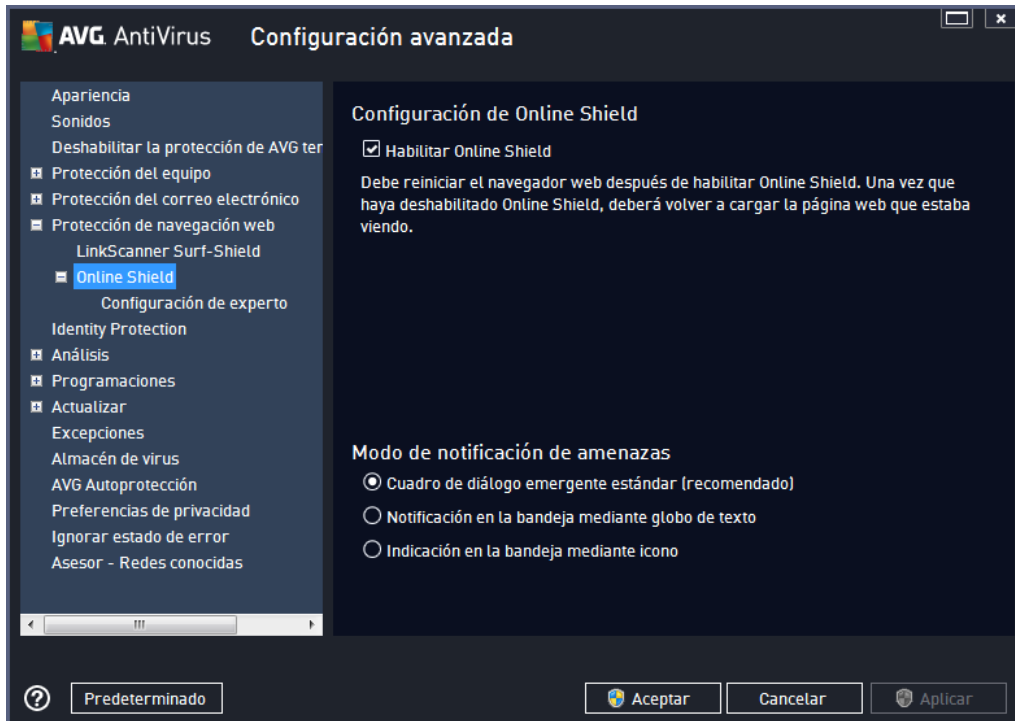 AVG AntiVirus Configuración avanzada
Apariencia
Sonidos
Deshabilitar la protección de AVG ter
Protección del equipo
Protección del correo electrónico
Protección de navegación web
LinkScanner Surf-Shield
Online Shield
Configuración de experto
Identity Protection
Análisis
Programaciones
Actualizar
Excepciones
Almacén de virus
AVG Autoprotección
Preferencias de privacidad
Ignorar estado de error
Asesor - Redes conocidas
Configuración de Online Shield
Habilitar Online Shield
Debe reiniciar el navegador web después de habilitar Online Shield. Una vez que
haya deshabilitado Online Shield, deberá volver a cargar la página web que estaba
viendo.
Modo de notificación de amenazas
Cuadro de diálogo emergente estándar (recomendado)
Notificación en la bandeja mediante globo de texto
Indicación en la bandeja mediante icono
? Predeterminado Aceptar Cancelar Aplicar